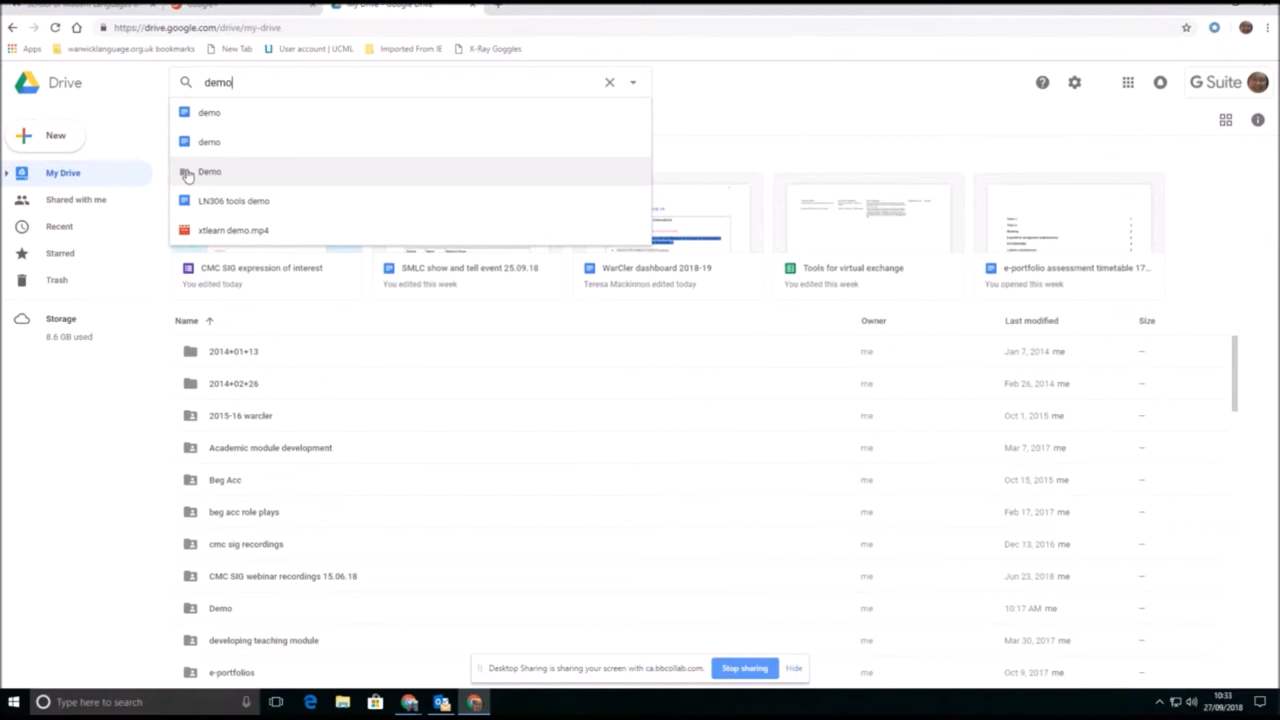 School of Modern Languages
Google+
My Drive - Google Drive
https://drive.google.com/drive/my-drive
Apps warwicklanguage.org.uk bookmarks New Tab User account | UCML Imported From IE X-Ray Goggles
Drive
demo
G Suite
demo
New
demo
My Drive
Demo
Shared with me
LN306 tools demo
Recent
xtlearn demo.mp4
Starred
CMC SIG expression of interest SMLC show and tell event 25.09.18 WarCler dashboard 2018-19 Tools for virtual exchange e-portfolio assessment timetable 17...
Trash
You edited today You edited this week Teresa Mackinnon edited today You edited this week You opened this week
Storage
8.6 GB used
Name Owner Last modified Size
2014+01+13 me Jan 7, 2014 me –
2014+02+26 me Feb 26, 2014 me –
2015-16 warcler me Oct 1, 2015 me –
Academic module development me Mar 7, 2017 me –
Beg Acc me Oct 15, 2015 me –
beg acc role plays me Feb 17, 2017 me –
cmc sig recordings me Dec 13, 2016 me –
CMC SIG webinar recordings 15.06.18 me Jun 23, 2018 me –
Demo me 10:17 AM me –
developing teaching module me Mar 30, 2017 me –
e-portfolios me Oct 9, 2017 me –
Desktop Sharing is sharing your screen with ca.bbcollab.com. Stop sharing Hide
Type here to search
10:33
27/09/2018